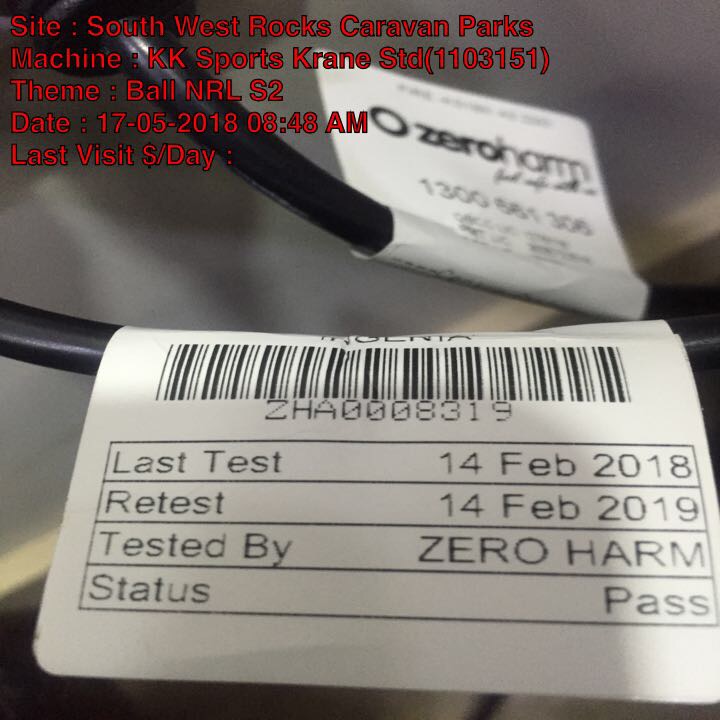 Site : South West Rocks Caravan Parks
Machine : KK Sports Krane Std(1103151)
Theme : Ball NRL S2
Date : 17-05-2018 08:48 AM
Last Visit $/Day :
zeroharm
1300 661 306
INGENIA
ZHA0008319
Last Test 14 Feb 2018
Retest 14 Feb 2019
Tested By ZERO HARM
Status Pass